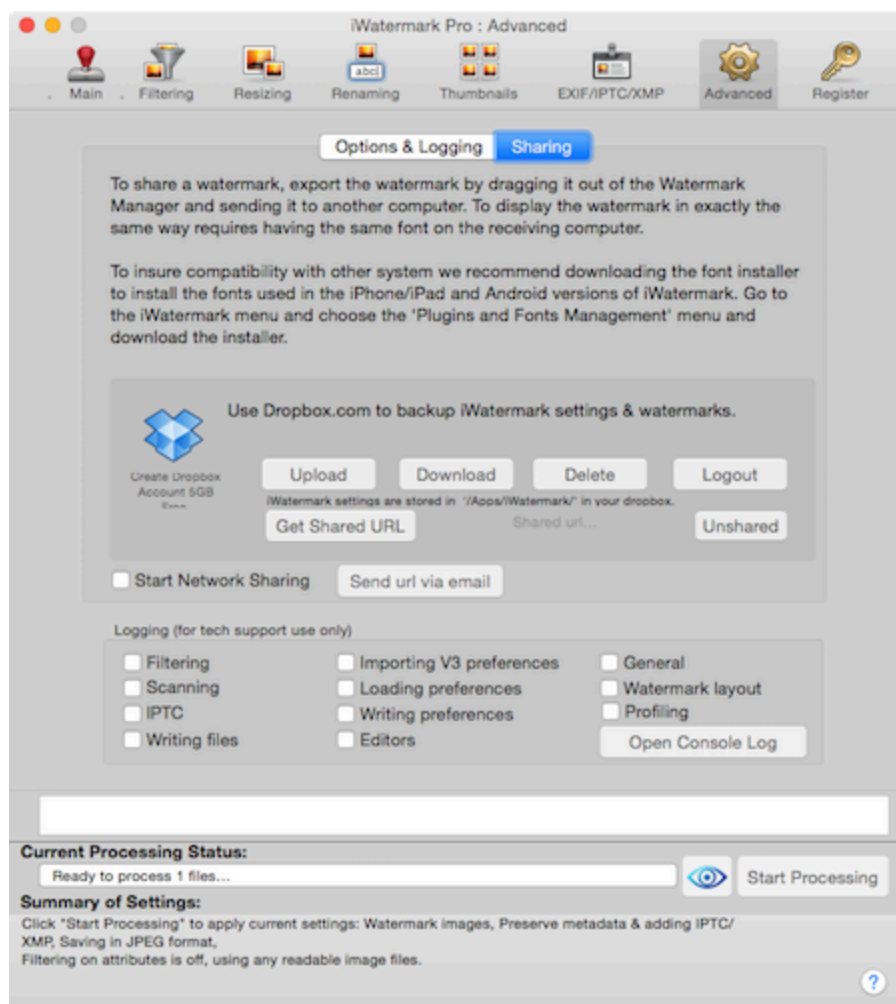 iWatermark Pro : Advanced
abc
Main Filtering Resizing Renaming Thumbnails EXIF/IPTC/XMP Advanced Register
Options & Logging Sharing
To share a watermark, export the watermark by dragging it out of the Watermark
Manager and sending it to another computer. To display the watermark in exactly the
same way requires having the same font on the receiving computer.
To insure compatibility with other system we recommend downloading the font installer
to install the fonts used in the iPhone/iPad and Android versions of iWatermark. Go to
the iWatermark menu and choose the 'Plugins and Fonts Management' menu and
download the installer.
Use Dropbox.com to backup iWatermark settings & watermarks.
Create Dropbox
Account 5GB
Free
Upload Download Delete Logout
iWatermark settings are stored in "/Apps/iWatermark/" in your dropbox.
Get Shared URL Shared url... Unshared
Start Network Sharing Send url via email
Logging (for tech support use only)
Filtering Importing V3 preferences General
Scanning Loading preferences Watermark layout
IPTC Writing preferences Profiling
Writing files Editors Open Console Log
Current Processing Status:
Ready to process 1 files...
Start Processing
Summary of Settings:
Click "Start Processing" to apply current settings: Watermark images, Preserve metadata & adding IPTC/
XMP, Saving in JPEG format,
Filtering on attributes is off, using any readable image files.
?